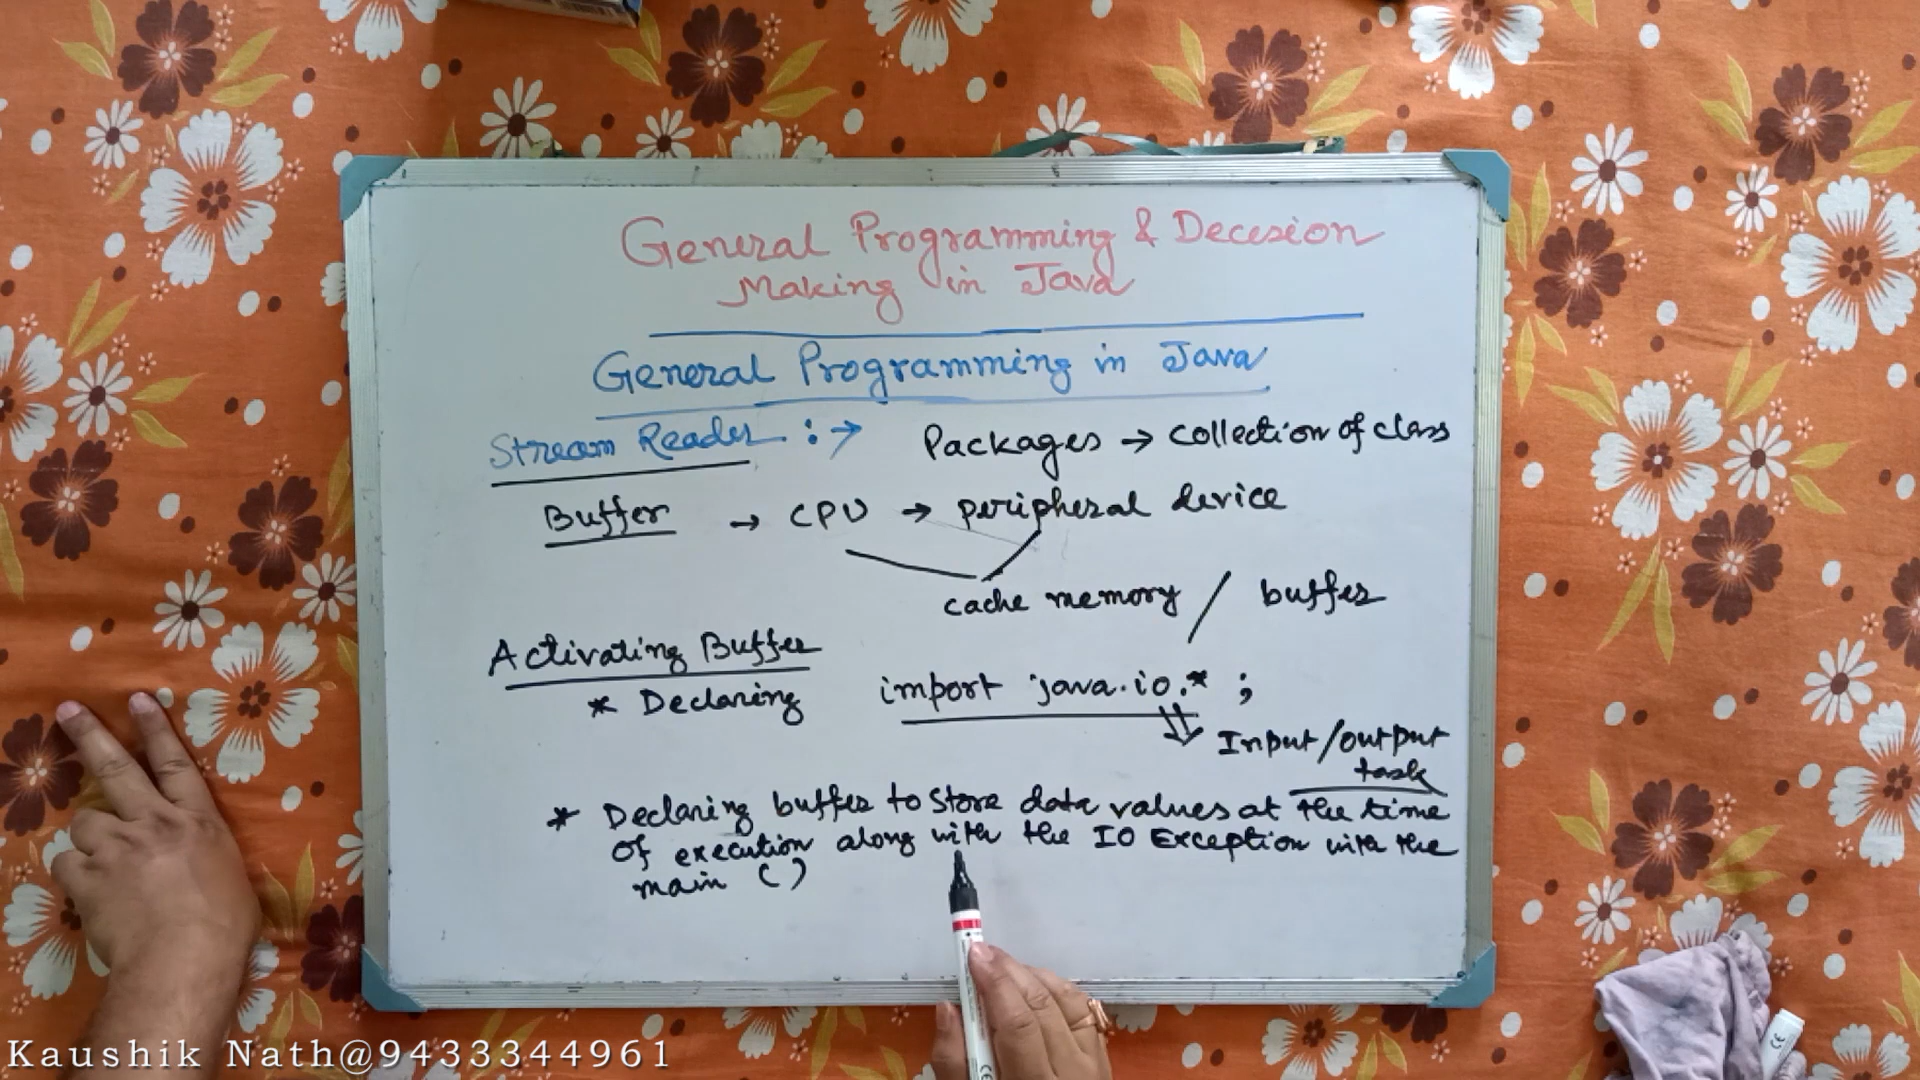 General Programming & Decesion
Making in Java
General Programming in Java
Stream Reader :→ Packages → Collection of class
Buffer → CPU → peripheral device
cache memory / buffer
Activating Buffer
* Declaring import java.io.* ;
Input/output
task
* Declaring buffer to store data values at the time
of execution along with the IO Exception with the
main ()
Kaushik Nath@9433344961